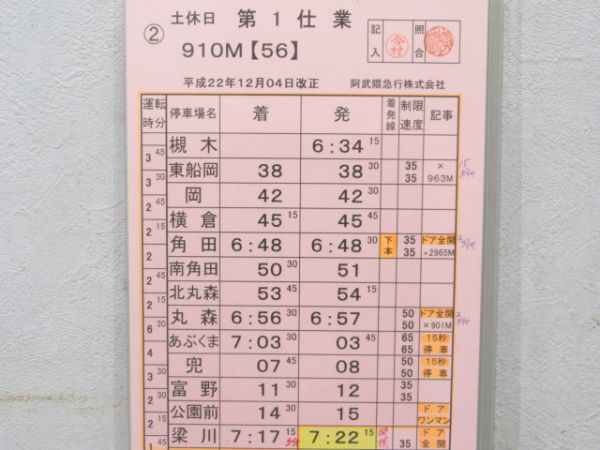 ② 土休日 第1仕業
記入 今村 照合
910M【56】
平成22年12月04日改正 阿武隈急行株式会社
運転時分 停車場名 着 発 着発線 制限速度 記事
槻木 6:34 15
3 45
東船岡 38 38 30 35 35 × 963M
3 30
岡 42 42 30
2 45
横倉 45 15 45 45
2 45
角田 6:48 6:48 30 下本 35 35 ドア全開 ×2965M
2
南角田 50 30 51
2 45
北丸森 53 45 54 15
2 15
丸森 6:56 30 6:57 50 50 ドア全開 ×901M
6 30
あぶくま 7:03 30 03 45 65 65 15秒停車
4
兜 07 45 08 50 50 15秒停車
3 30
富野 11 30 12 35 35
2 30
公園前 14 30 15 ドア ワンマン
2 15
梁川 7:17 15 7:22 15 35 ドア全開
1 45